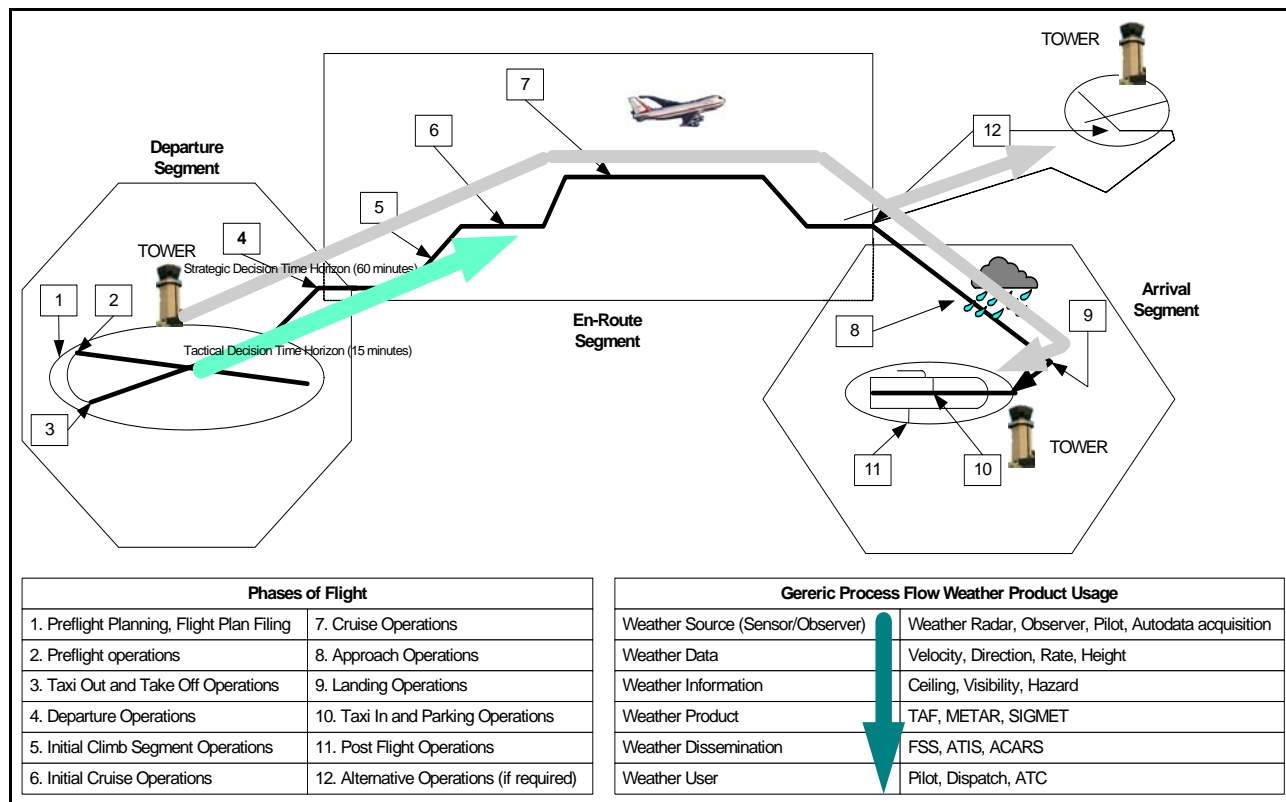 TOWER
7
12
6
Departure
Segment
5
4
TOWER
Strategic Decision Time Horizon (60 minutes)
1
2
Arrival
Segment
En-Route
Segment
8
9
Tactical Decision Time Horizon (15 minutes)
3
TOWER
11
10
Phases of Flight
1. Preflight Planning, Flight Plan Filing
7. Cruise Operations
2. Preflight operations
8. Approach Operations
3. Taxi Out and Take Off Operations
9. Landing Operations
4. Departure Operations
10. Taxi In and Parking Operations
5. Initial Climb Segment Operations
11. Post Flight Operations
6. Initial Cruise Operations
12. Alternative Operations (if required)
Gereric Process Flow Weather Product Usage
Weather Source (Sensor/Observer)
Weather Radar, Observer, Pilot, Autodata acquisition
Weather Data
Velocity, Direction, Rate, Height
Weather Information
Ceiling, Visibility, Hazard
Weather Product
TAF, METAR, SIGMET
Weather Dissemination
FSS, ATIS, ACARS
Weather User
Pilot, Dispatch, ATC